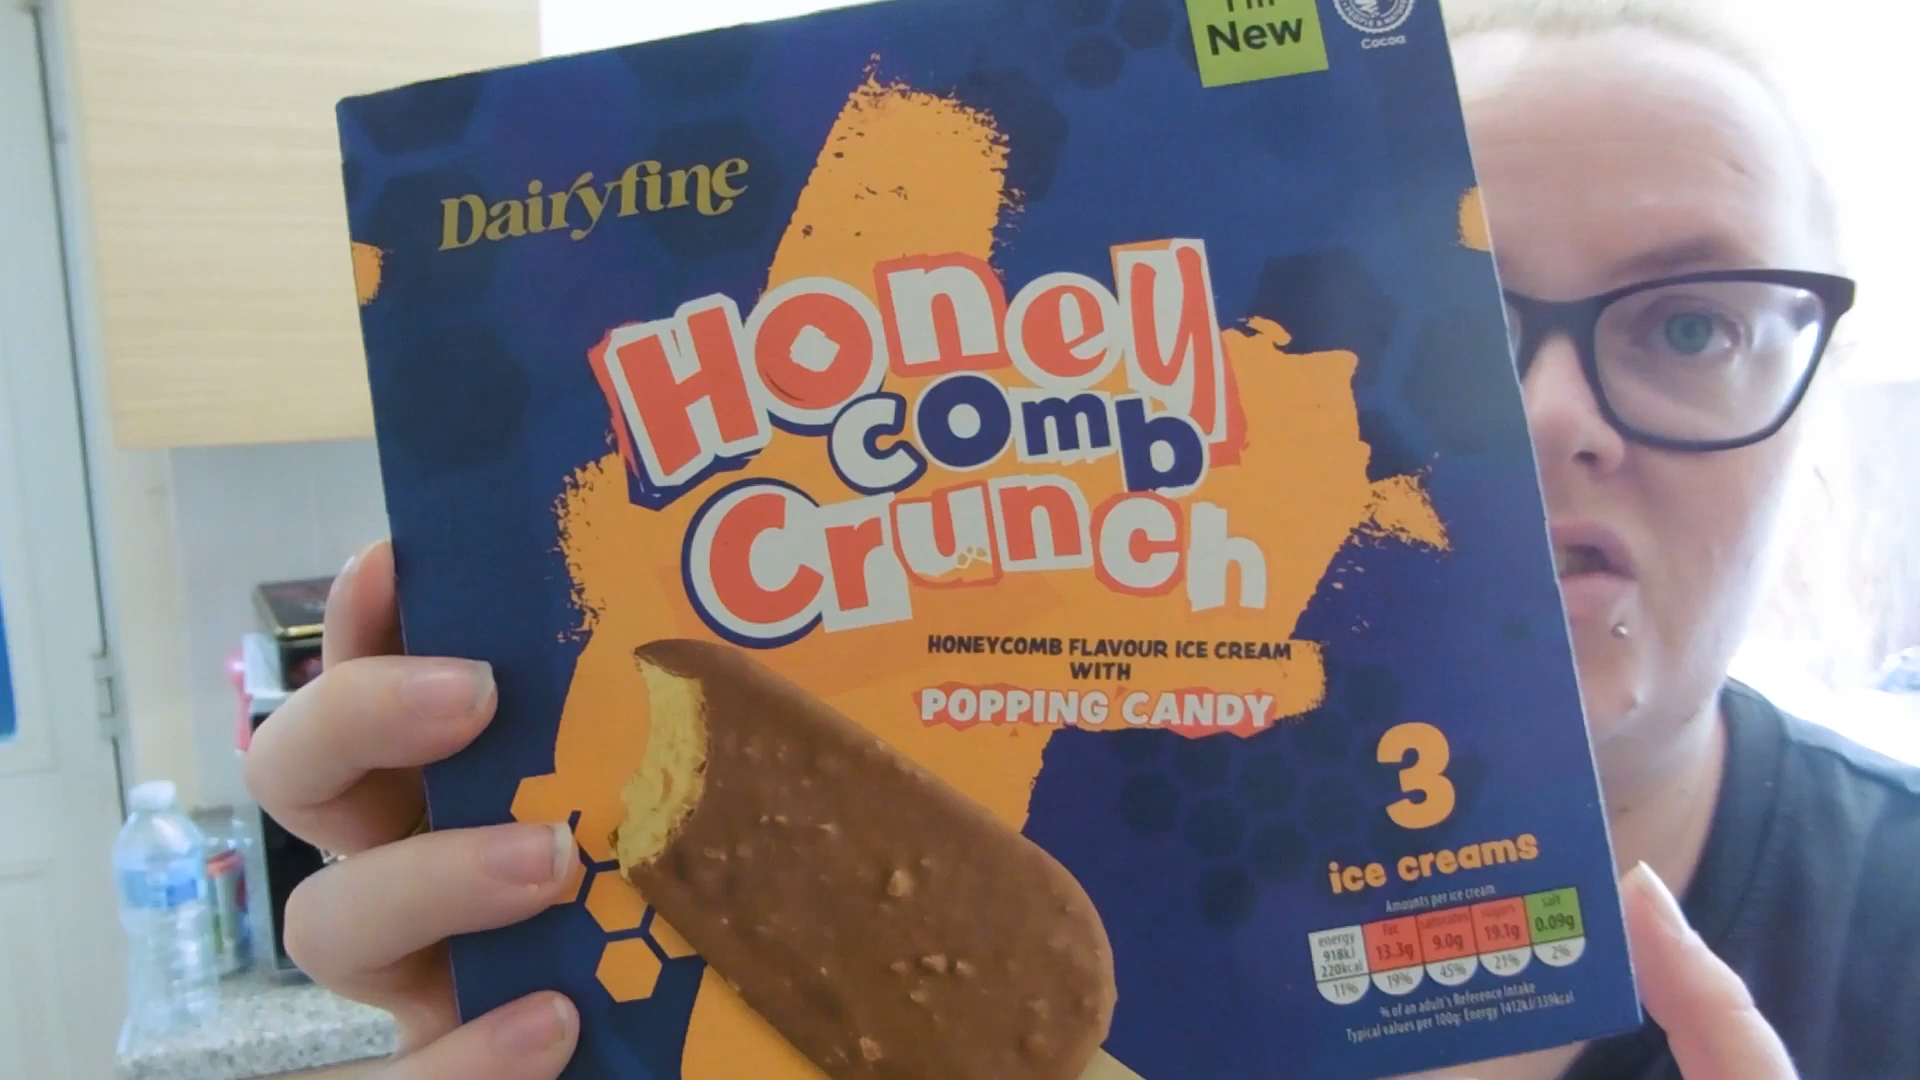 I'm
New
PEOPLE & NATURE
Cocoa
Dairyfine
Honey
comb
Crunch
HONEYCOMB FLAVOUR ICE CREAM
WITH
POPPING CANDY
3
ice creams
Amounts per ice cream
energy 918kJ 220kcal 11%
fat 13.3g 19%
saturates 9.0g 45%
sugars 19.1g 21%
salt 0.09g 2%
% of an adult's Reference Intake
Typical values per 100g: Energy 1412kJ/339kcal